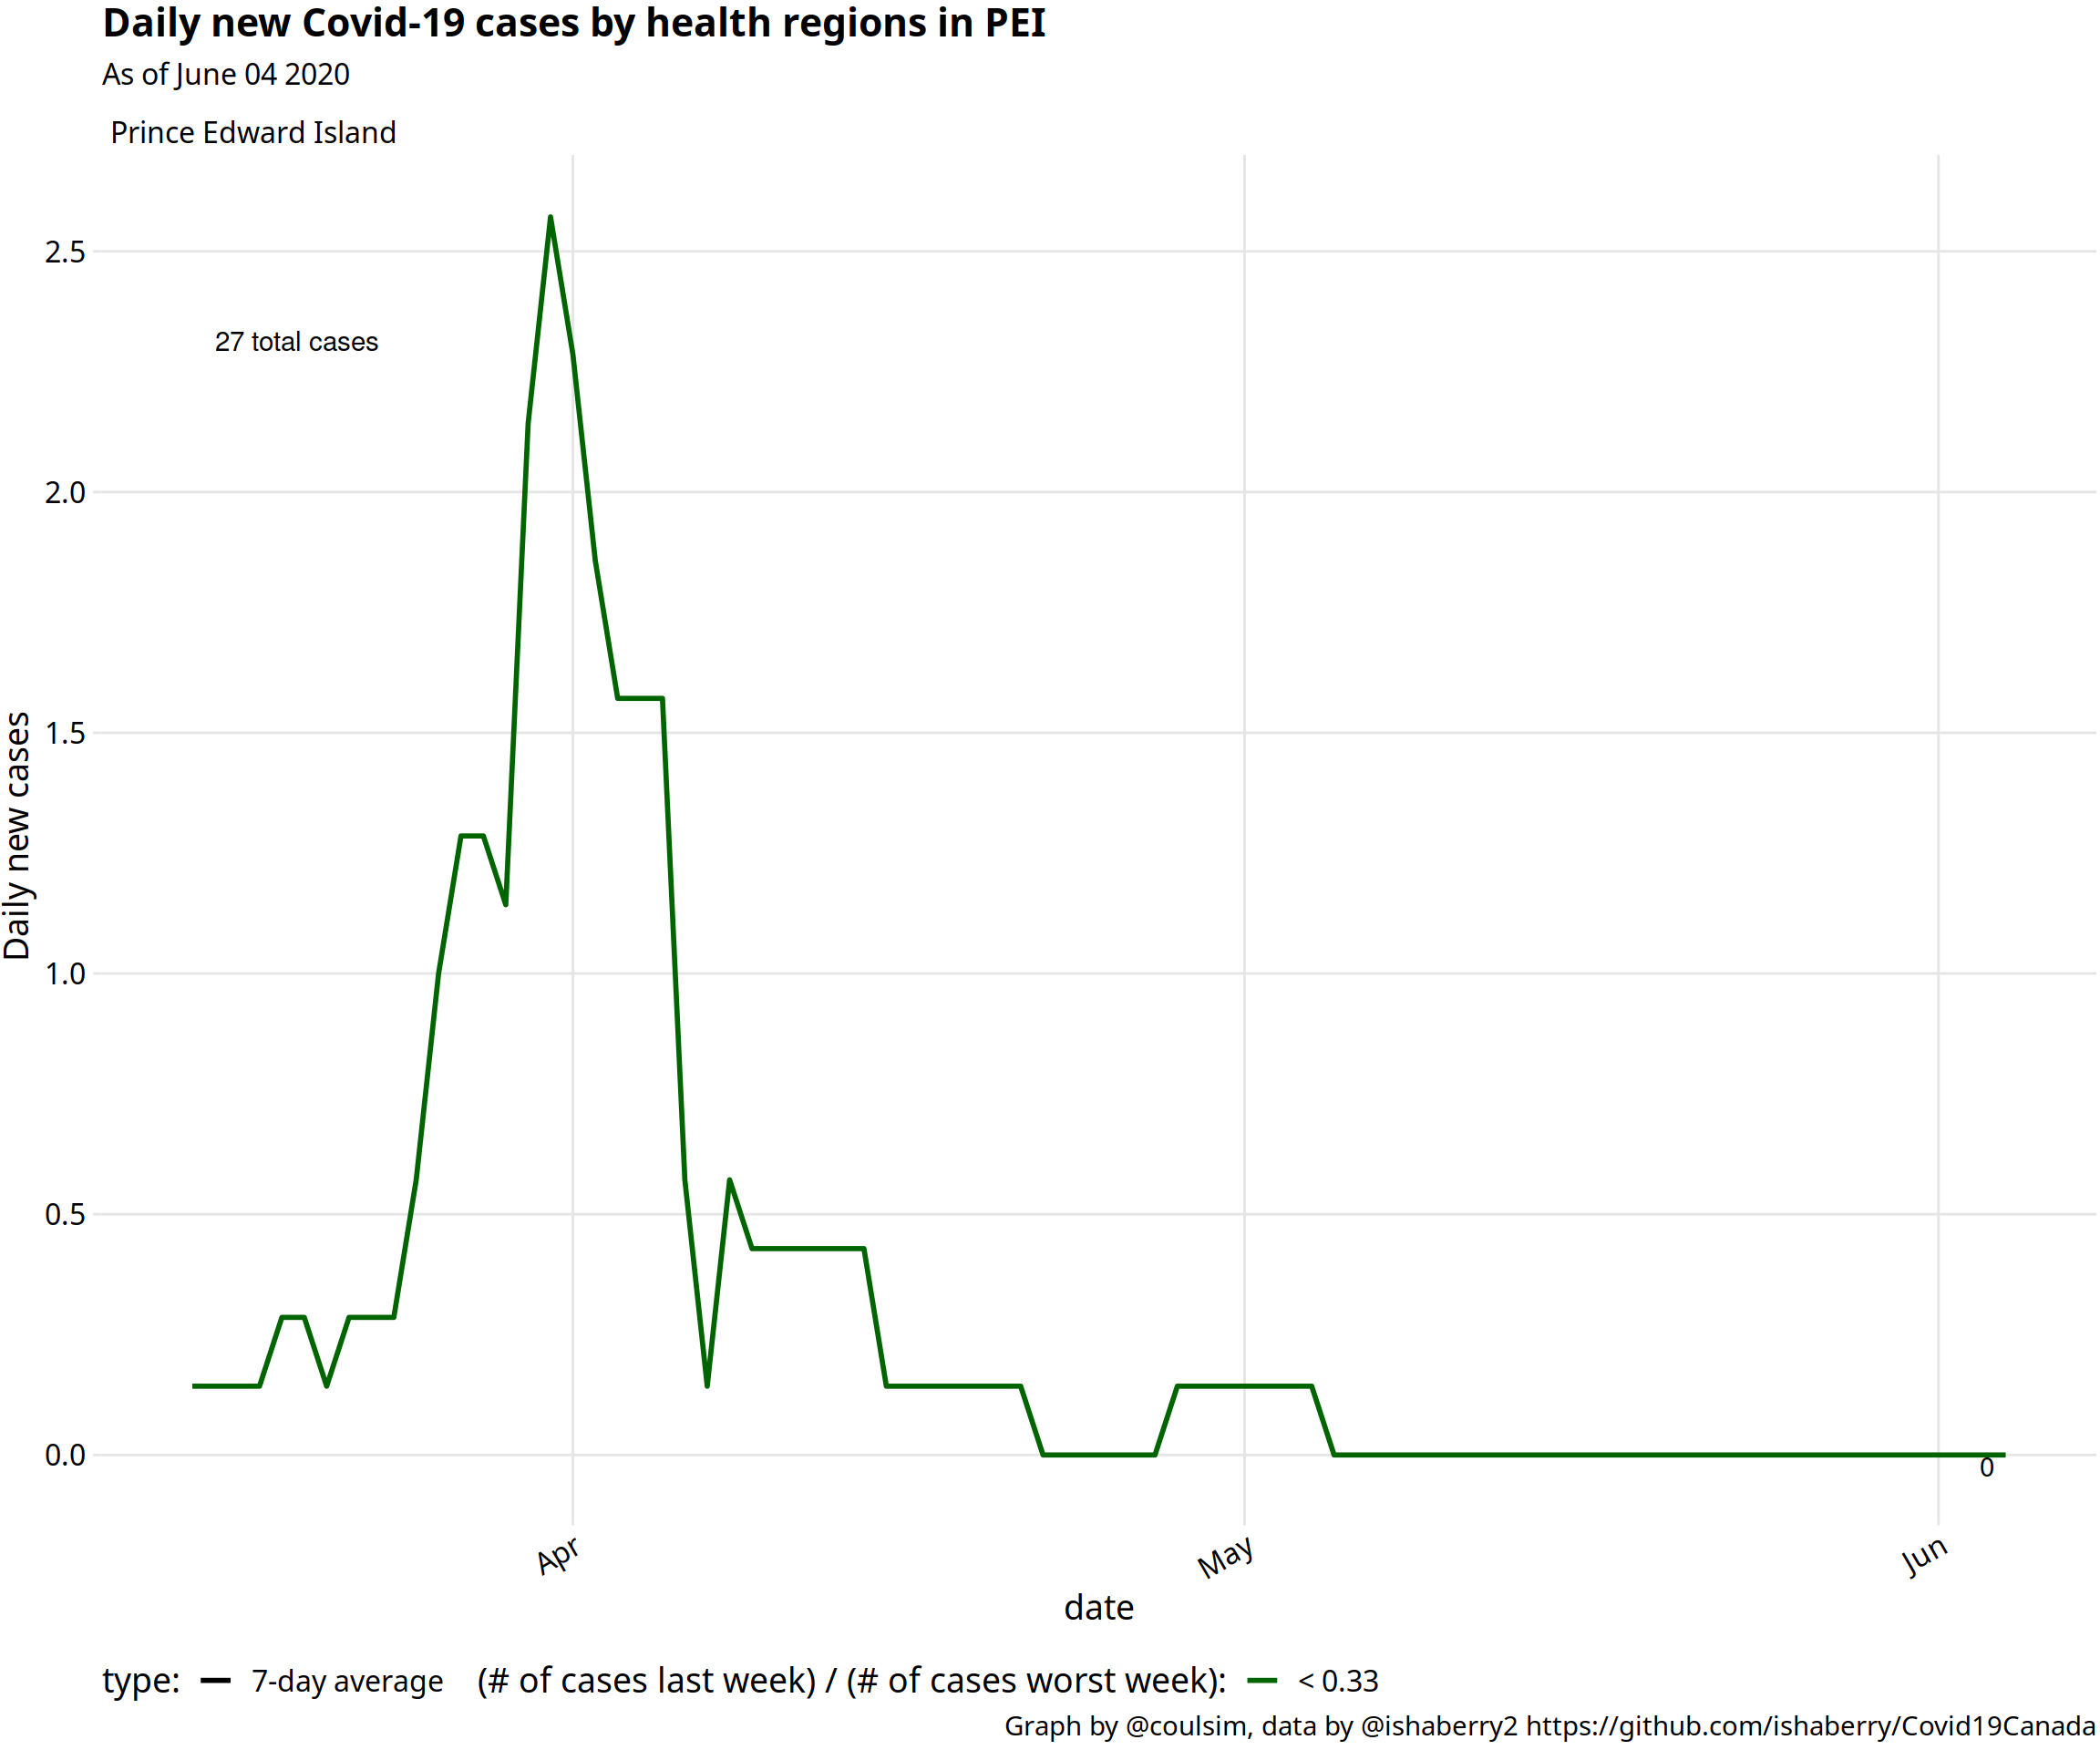 Daily new Covid-19 cases by health regions in PEI
As of June 04 2020
Prince Edward Island
2.5
27 total cases
2.0
1.5
Daily new cases
1.0
0.5
0.0
0
Apr
May
Jun
date
type: 7-day average (# of cases last week) / (# of cases worst week): < 0.33
Graph by @coulsim, data by @ishaberry2 https://github.com/ishaberry/Covid19Canada